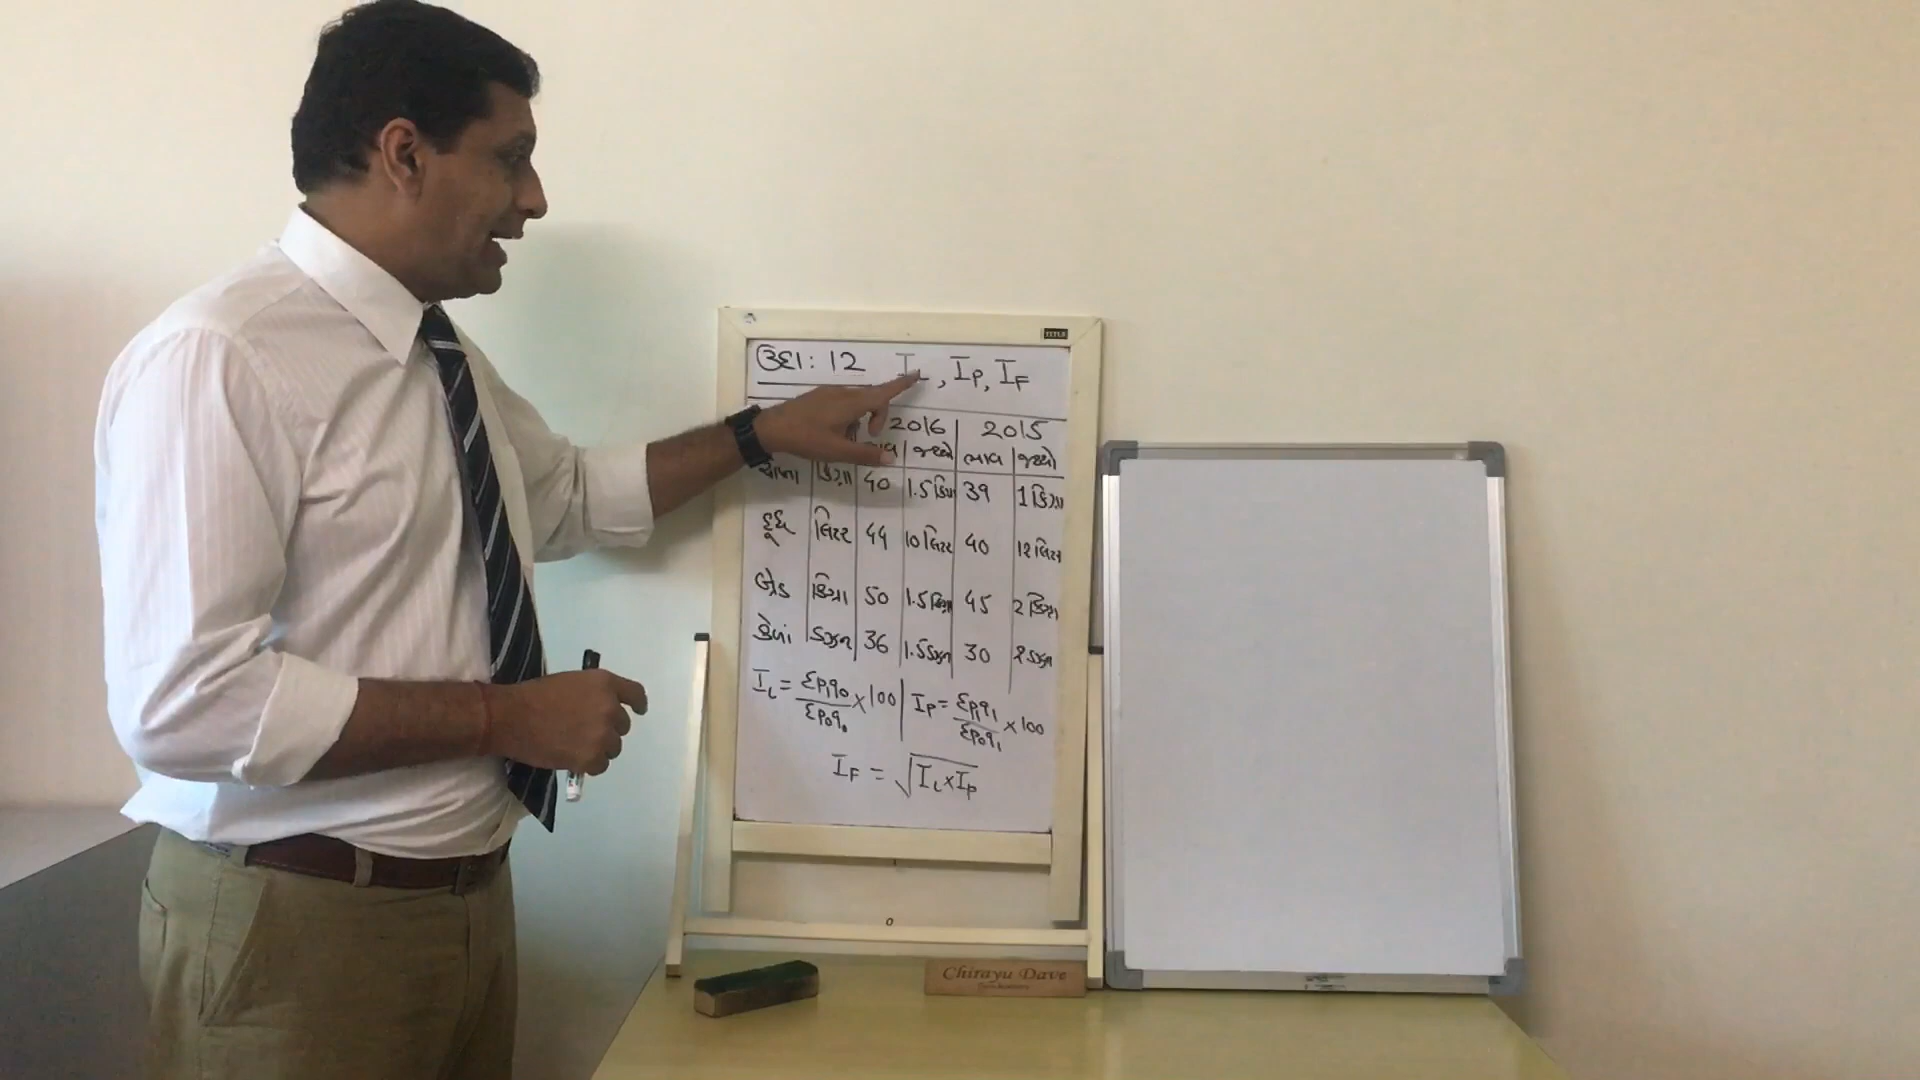 ઉદા: 12 I_L, I_P, I_F
2016 | 2015
જથ્થો | ભાવ | જથ્થો
ચોખા | કિગ્રા | 40 | 1.5 કિગ્રા | 39 | 1 કિગ્રા
દૂધ | લિટર | 44 | 10 લિટર | 40 | 12 લિટર
બ્રેડ | કિગ્રા | 50 | 1.5 કિગ્રા | 45 | 2 કિગ્રા
કેળાં | ડઝન | 36 | 1.5 ડઝન | 30 | 2 ડઝન
I_L = Σp₁q₀ / Σp₀q₀ × 100 | I_P = Σp₁q₁ / Σp₀q₁ × 100
I_F = √(I_L × I_P)
Chirayu Dave